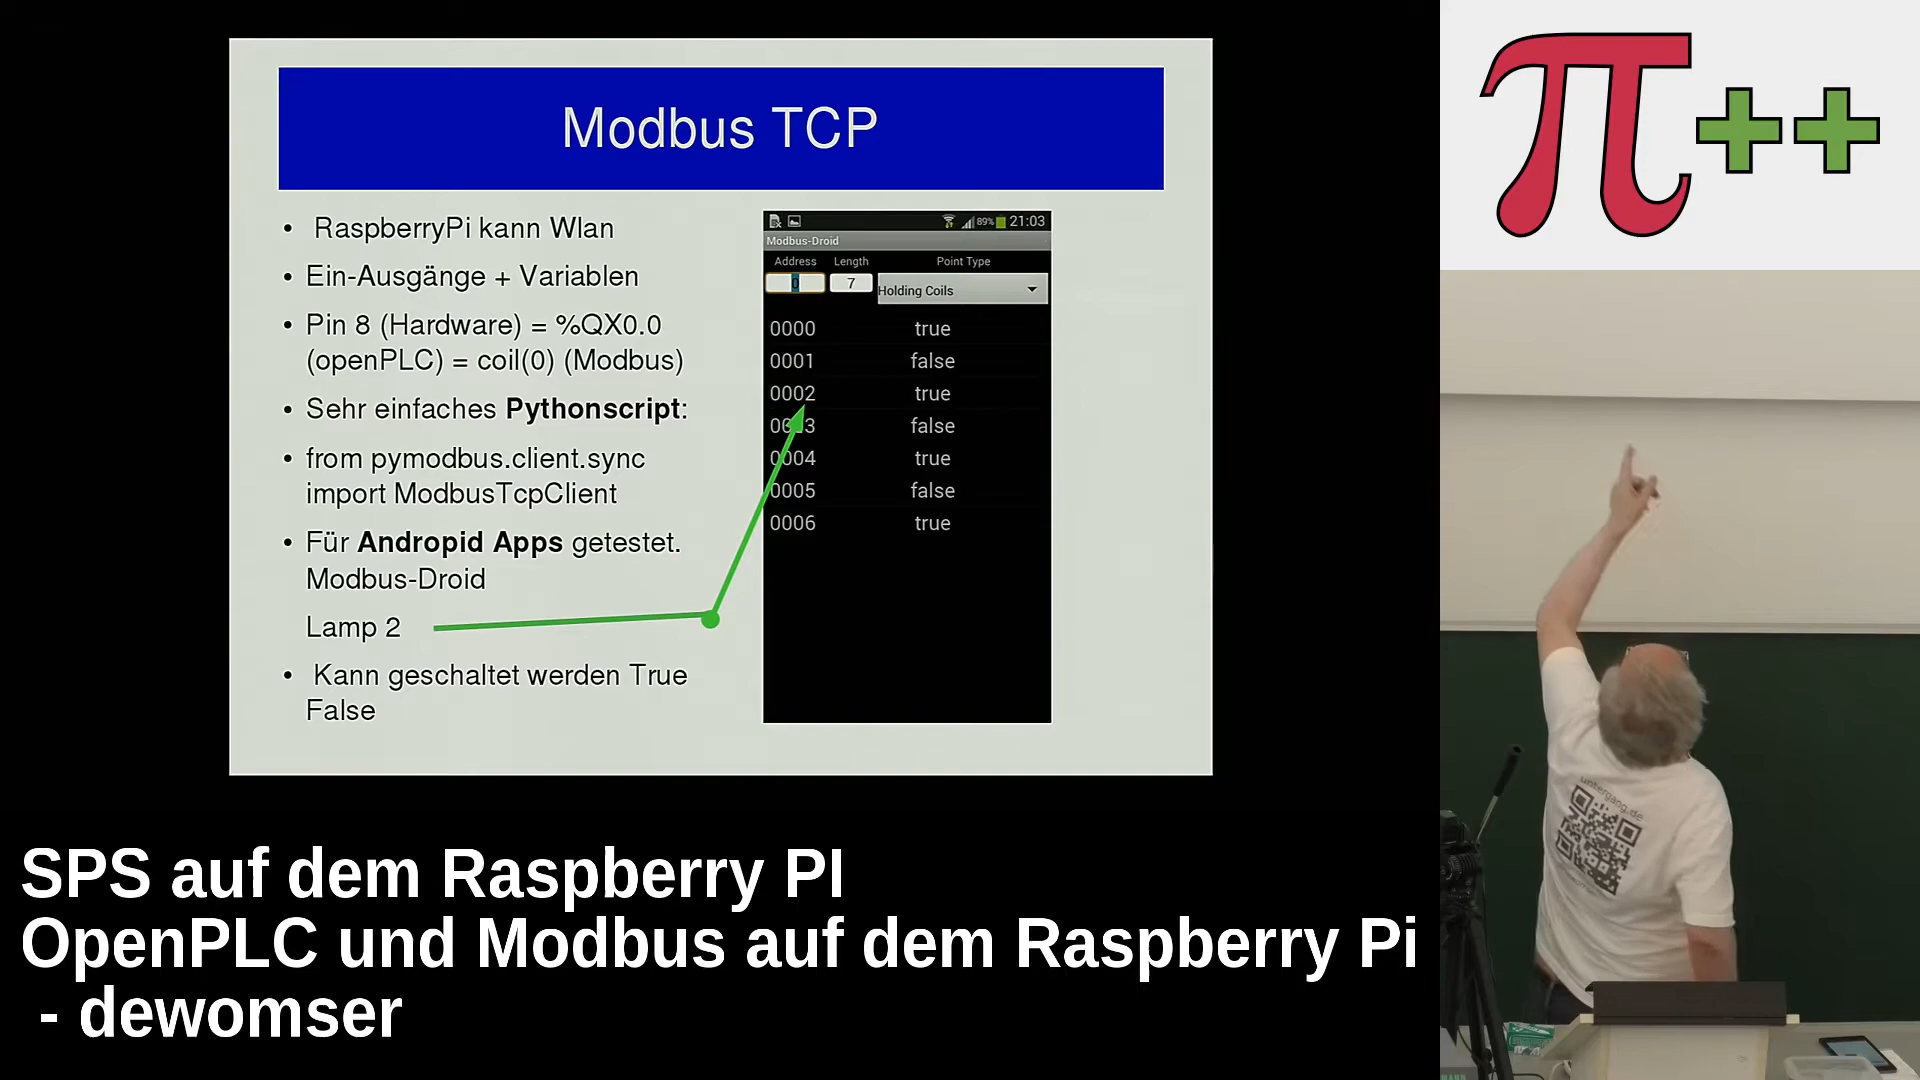 Modbus TCP
• RaspberryPi kann Wlan
• Ein-Ausgänge + Variablen
• Pin 8 (Hardware) = %QX0.0
(openPLC) = coil(0) (Modbus)
• Sehr einfaches Pythonscript:
• from pymodbus.client.sync
import ModbusTcpClient
• Für Andropid Apps getestet.
Modbus-Droid
Lamp 2
• Kann geschaltet werden True
False
89% 21:03
Modbus-Droid
Address Length Point Type
0 7 Holding Coils
0000 true
0001 false
0002 true
0003 false
0004 true
0005 false
0006 true
π++
untergang.de
SPS auf dem Raspberry PI
OpenPLC und Modbus auf dem Raspberry Pi
- dewomser